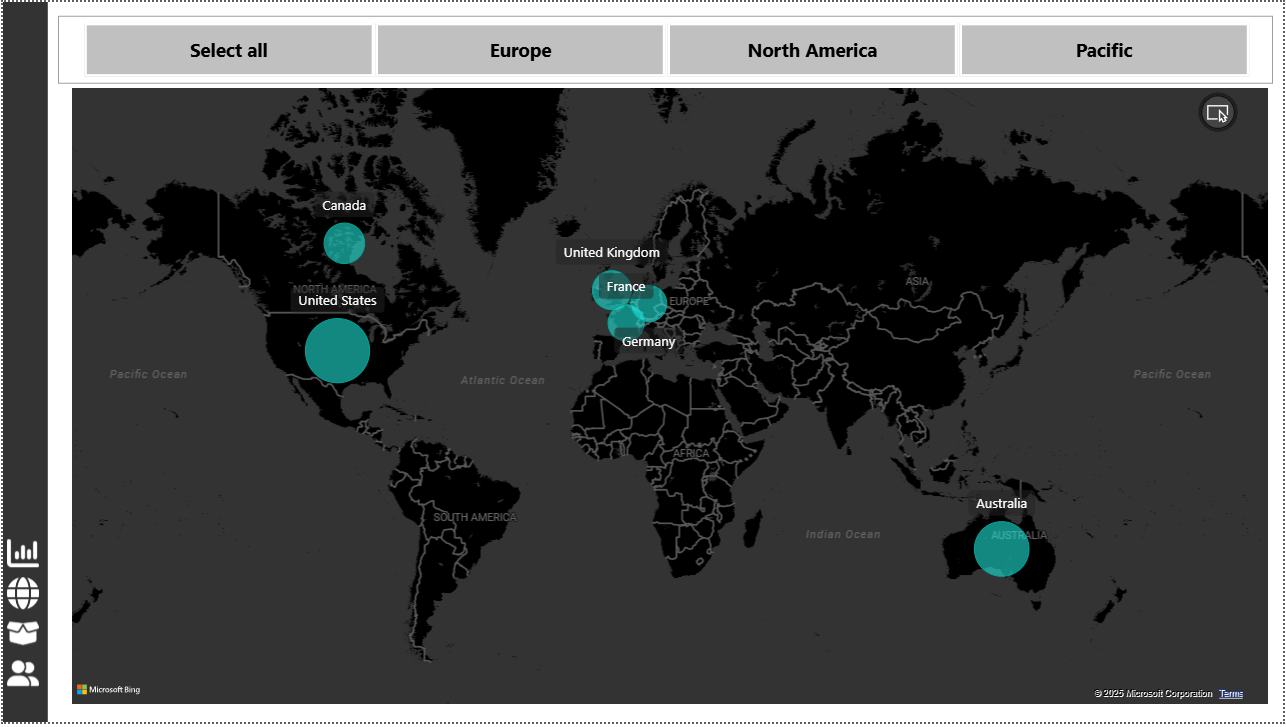 Select all
Europe
North America
Pacific
Canada
United Kingdom
NORTH AMERICA
United States
France
EUROPE
ASIA
Germany
Pacific Ocean
Atlantic Ocean
Pacific Ocean
AFRICA
SOUTH AMERICA
Australia
Indian Ocean
AUSTRALIA
Microsoft Bing
© 2025 Microsoft Corporation Terms